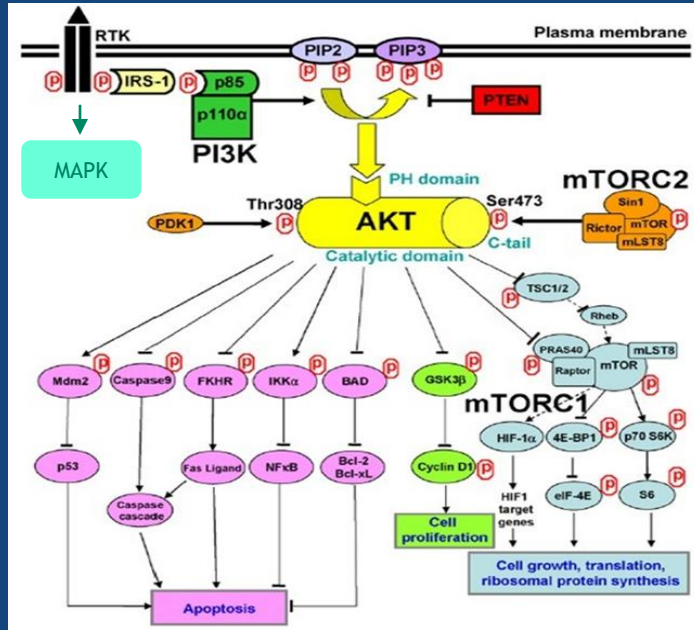 RTK
PIP2
PIP3
Plasma membrane
P
P
P
P
P
P
P
P
IRS-1
p85
p110α
PI3K
PTEN
MAPK
PH domain
Thr308
Ser473
mTORC2
PDK1
P
AKT
P
C-tail
Catalytic domain
Sin1
P
Rictor
mTOR
mLST8
P
TSC1/2
Rheb
P
PRAS40
mLST8
Raptor
mTOR
P
mTORC1
P
Mdm2
P
Caspase9
P
FKHR
P
IKKα
P
BAD
P
GSK3β
HIF-1α
P
4E-BP1
P
p70 S6K
p53
Fas Ligand
NFκB
Bcl-2
Bcl-xL
Cyclin D1
P
Caspase
cascade
HIF1
target
genes
P
eIF-4E
P
S6
Cell
proliferation
Apoptosis
Cell growth, translation,
ribosomal protein synthesis